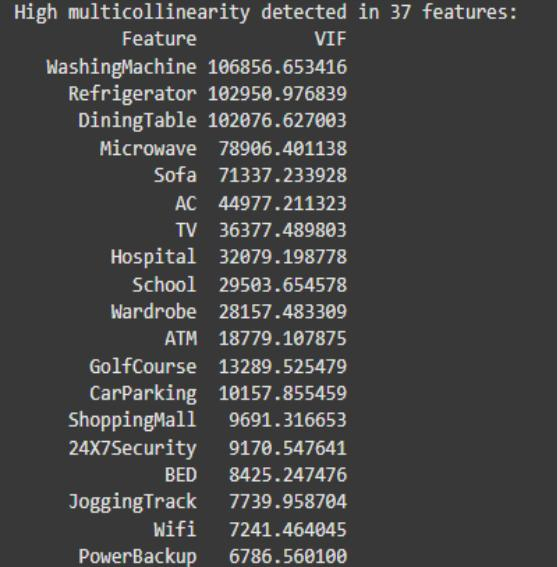 High multicollinearity detected in 37 features:
Feature VIF
WashingMachine 106856.653416
Refrigerator 102950.976839
DiningTable 102076.627003
Microwave 78906.401138
Sofa 71337.233928
AC 44977.211323
TV 36377.489803
Hospital 32079.198778
School 29503.654578
Wardrobe 28157.483309
ATM 18779.107875
GolfCourse 13289.525479
CarParking 10157.855459
ShoppingMall 9691.316653
24X7Security 9170.547641
BED 8425.247476
JoggingTrack 7739.958704
Wifi 7241.464045
PowerBackup 6786.560100